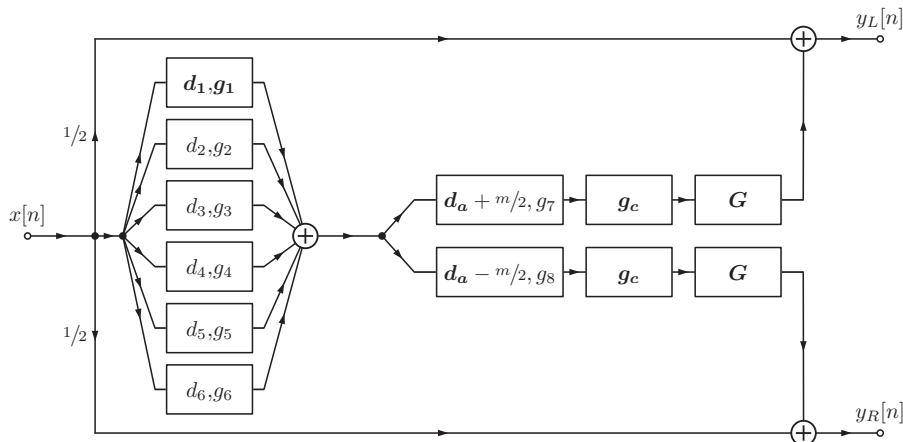 y_L[n]
d_1,g_1
1/2
d_2,g_2
d_3,g_3
d_a + m/2, g_7
g_c
G
x[n]
+
d_4,g_4
d_a − m/2, g_8
g_c
G
d_5,g_5
1/2
d_6,g_6
y_R[n]